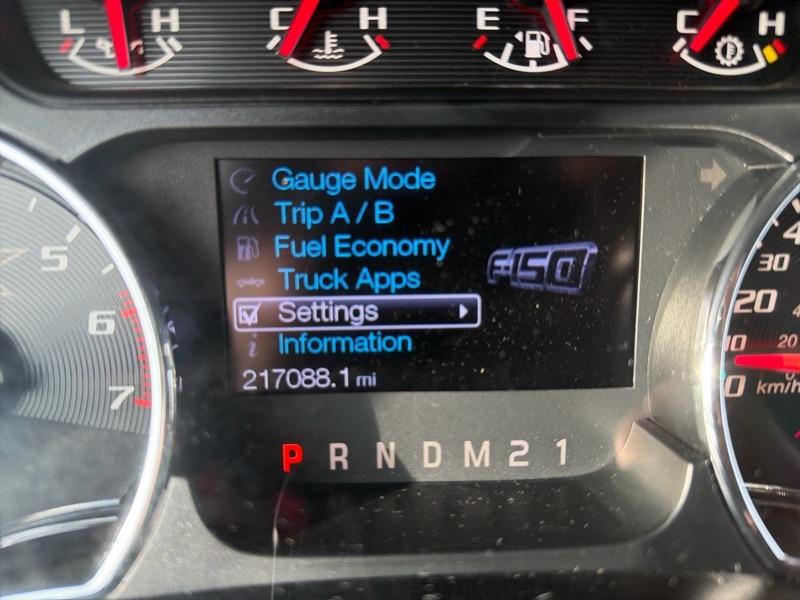 L H C H E F C H
Gauge Mode
Trip A / B
Fuel Economy
F-150
Truck Apps
Settings
Information
217088.1 mi
P R N D M 2 1
5
6
7
30
20
20
0
km/h